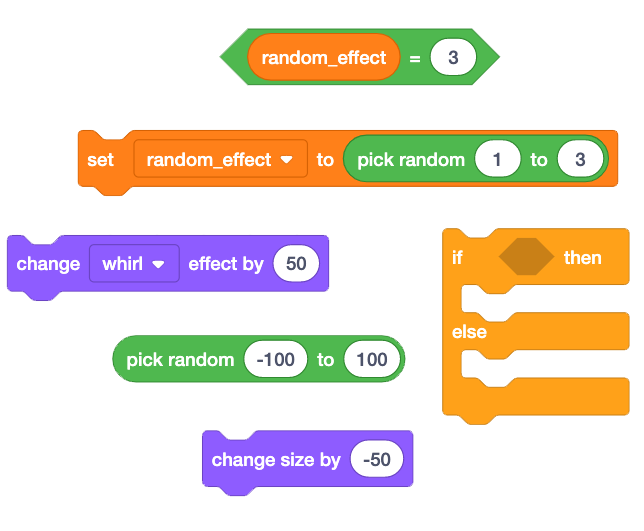 random_effect = 3
set random_effect to pick random 1 to 3
change whirl effect by 50
if then
else
pick random -100 to 100
change size by -50